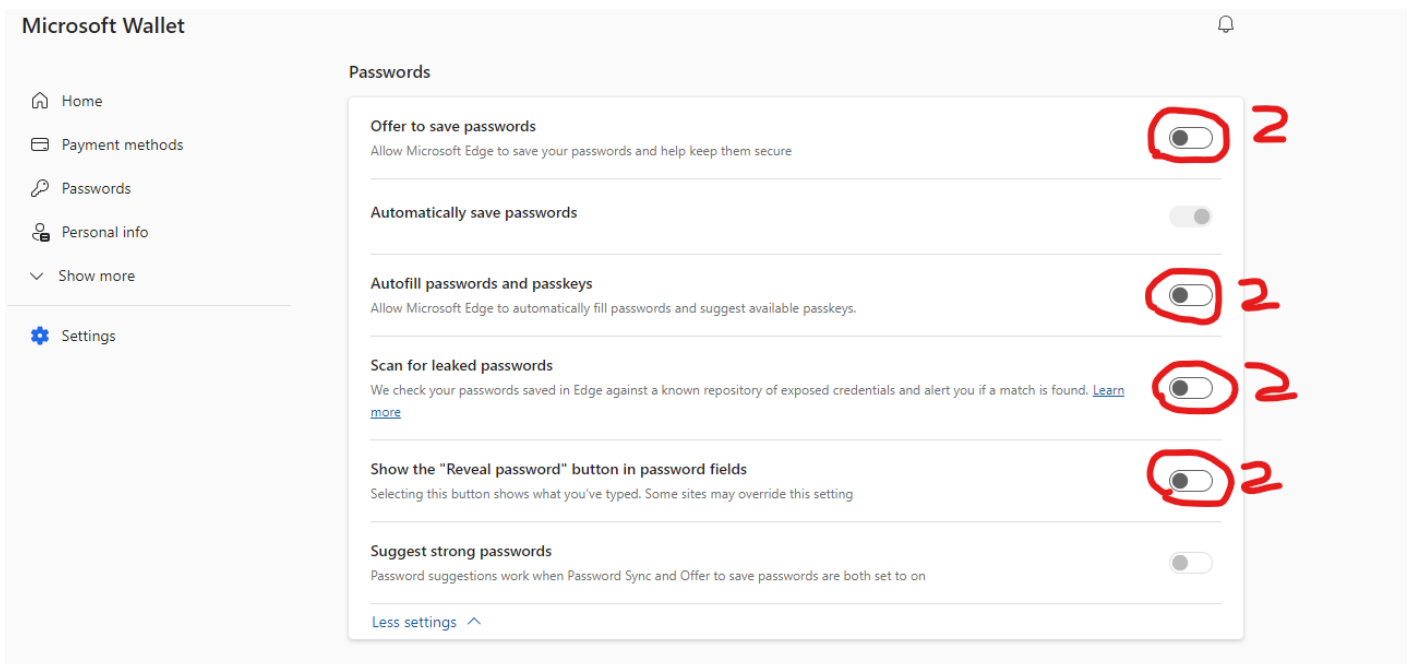 Microsoft Wallet
Home
Payment methods
Passwords
Personal info
Show more
Settings
Passwords
Offer to save passwords
Allow Microsoft Edge to save your passwords and help keep them secure
2
Automatically save passwords
Autofill passwords and passkeys
Allow Microsoft Edge to automatically fill passwords and suggest available passkeys.
2
Scan for leaked passwords
We check your passwords saved in Edge against a known repository of exposed credentials and alert you if a match is found. Learn
more
2
Show the "Reveal password" button in password fields
Selecting this button shows what you've typed. Some sites may override this setting
2
Suggest strong passwords
Password suggestions work when Password Sync and Offer to save passwords are both set to on
Less settings